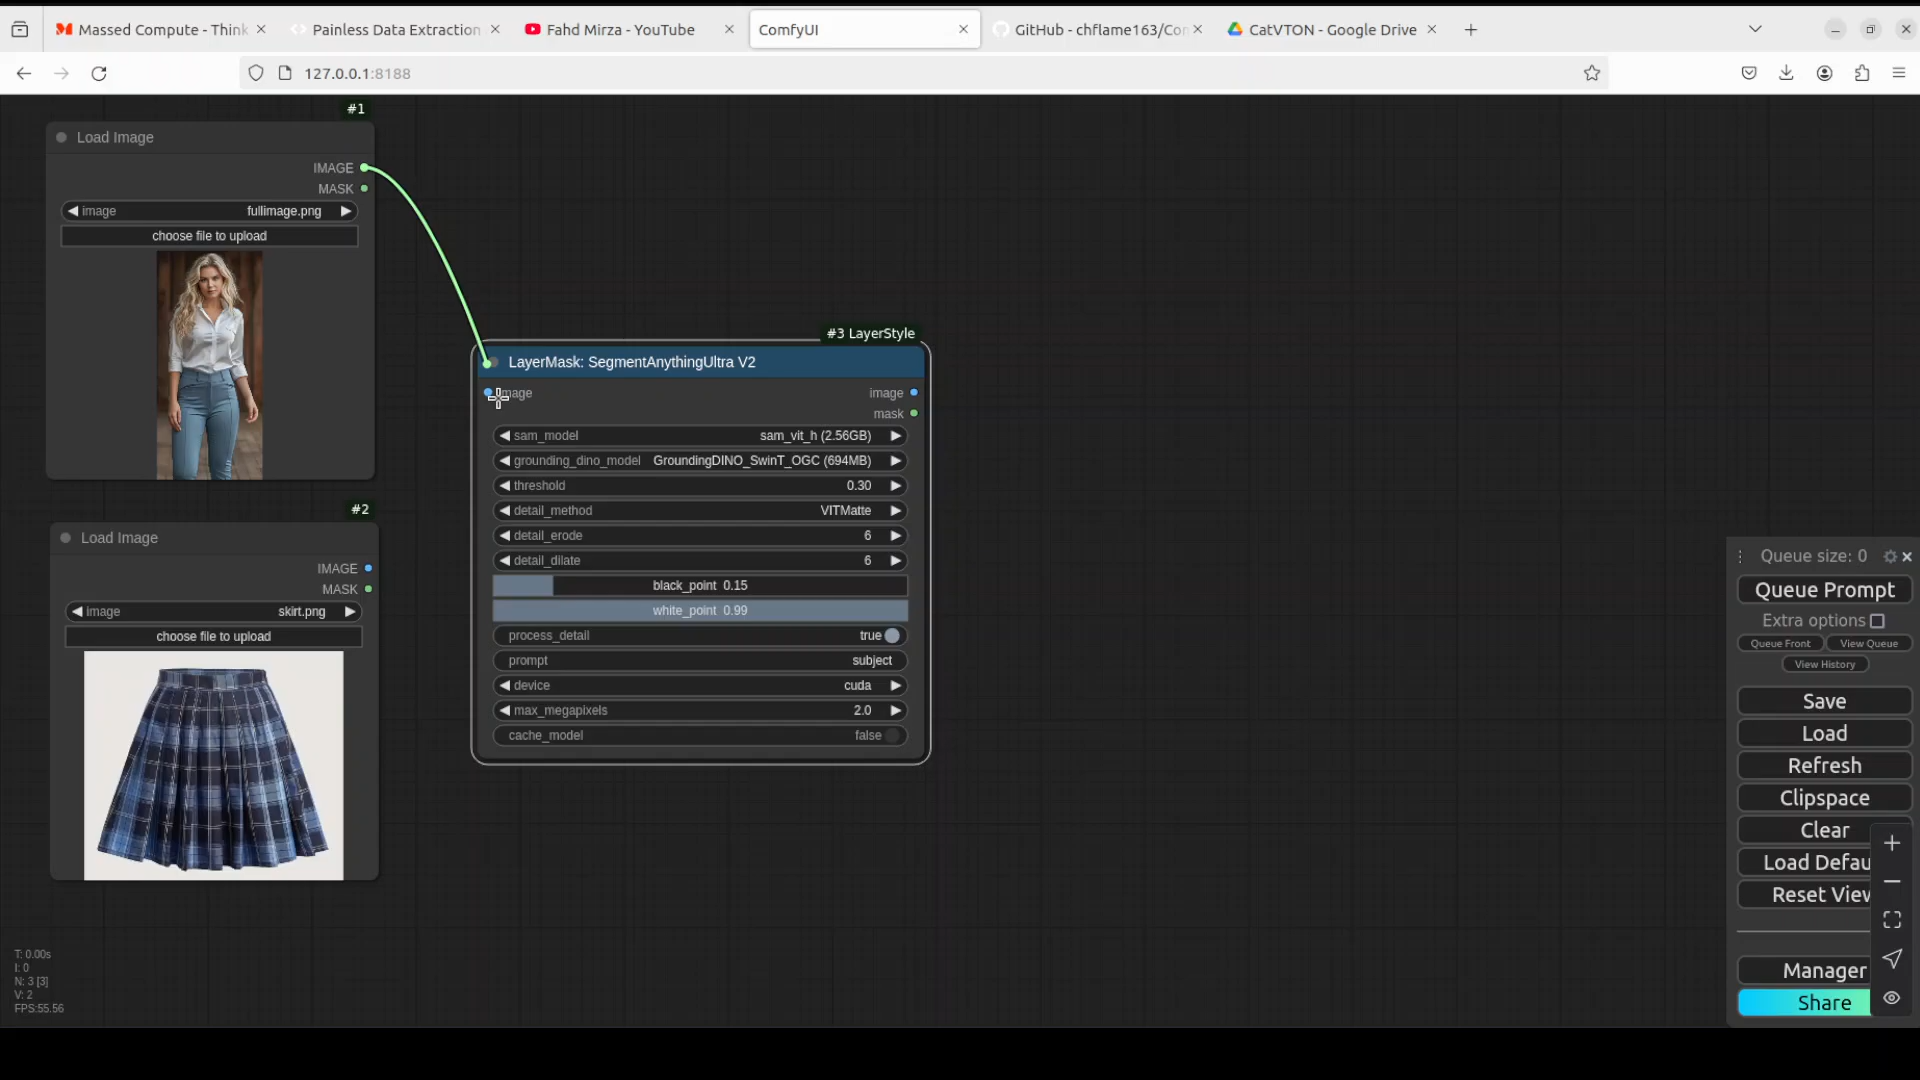 Massed Compute - Think
Painless Data Extraction
Fahd Mirza - YouTube
ComfyUI
GitHub - chflame163/Cor
CatVTON - Google Drive
127.0.0.1:8188
#1
Load Image
IMAGE
MASK
image fullimage.png
choose file to upload
#2
Load Image
IMAGE
MASK
image skirt.png
choose file to upload
#3 LayerStyle
LayerMask: SegmentAnythingUltra V2
image image
mask
sam_model sam_vit_h (2.56GB)
grounding_dino_model GroundingDINO_SwinT_OGC (694MB)
threshold 0.30
detail_method VITMatte
detail_erode 6
detail_dilate 6
black_point 0.15
white_point 0.99
process_detail true
prompt subject
device cuda
max_megapixels 2.0
cache_model false
Queue size: 0
Queue Prompt
Extra options
Queue Front View Queue
View History
Save
Load
Refresh
Clipspace
Clear
Load Defau
Reset View
Manager
Share
T: 0.00s
I: 0
N: 3 [3]
V: 2
FPS:55.56